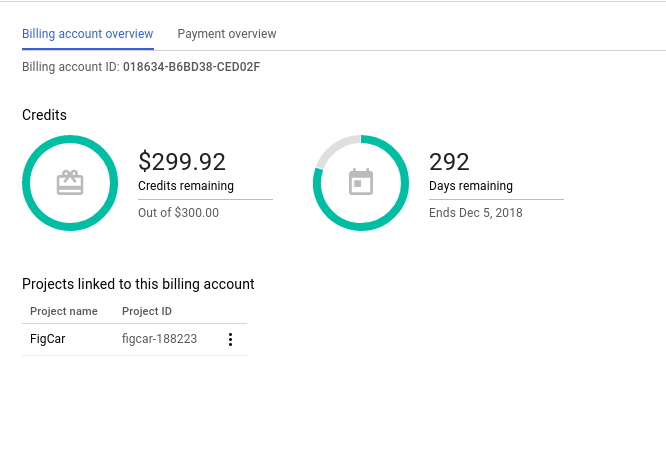 Billing account overview Payment overview
Billing account ID: 018634-B6BD38-CED02F
Credits
$299.92
Credits remaining
Out of $300.00
292
Days remaining
Ends Dec 5, 2018
Projects linked to this billing account
Project name Project ID
FigCar figcar-188223